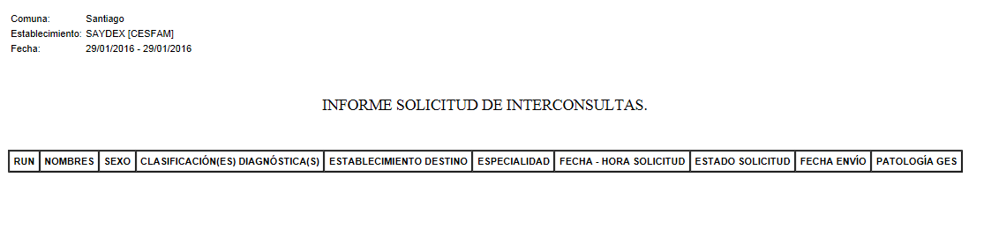 Comuna: Santiago
Establecimiento: SAYDEX [CESFAM]
Fecha: 29/01/2016 - 29/01/2016
INFORME SOLICITUD DE INTERCONSULTAS.
RUN NOMBRES SEXO CLASIFICACIÓN(ES) DIAGNÓSTICA(S) ESTABLECIMIENTO DESTINO ESPECIALIDAD FECHA - HORA SOLICITUD ESTADO SOLICITUD FECHA ENVÍO PATOLOGÍA GES